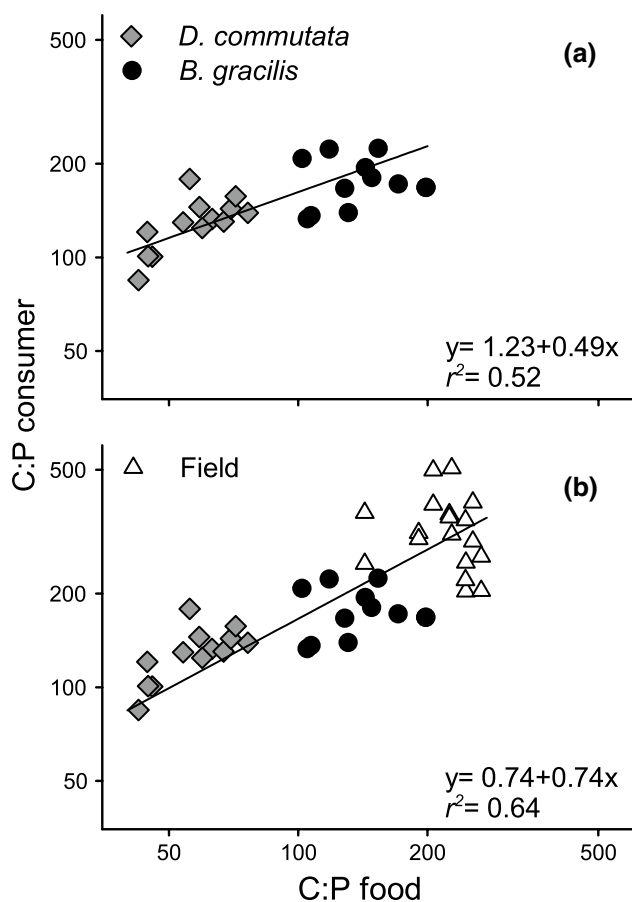 C:P consumer
500
200
100
50
D. commutata
B. gracilis
(a)
y= 1.23+0.49x
r²= 0.52
500
200
100
50
Field
(b)
y= 0.74+0.74x
r²= 0.64
50
100
200
500
C:P food